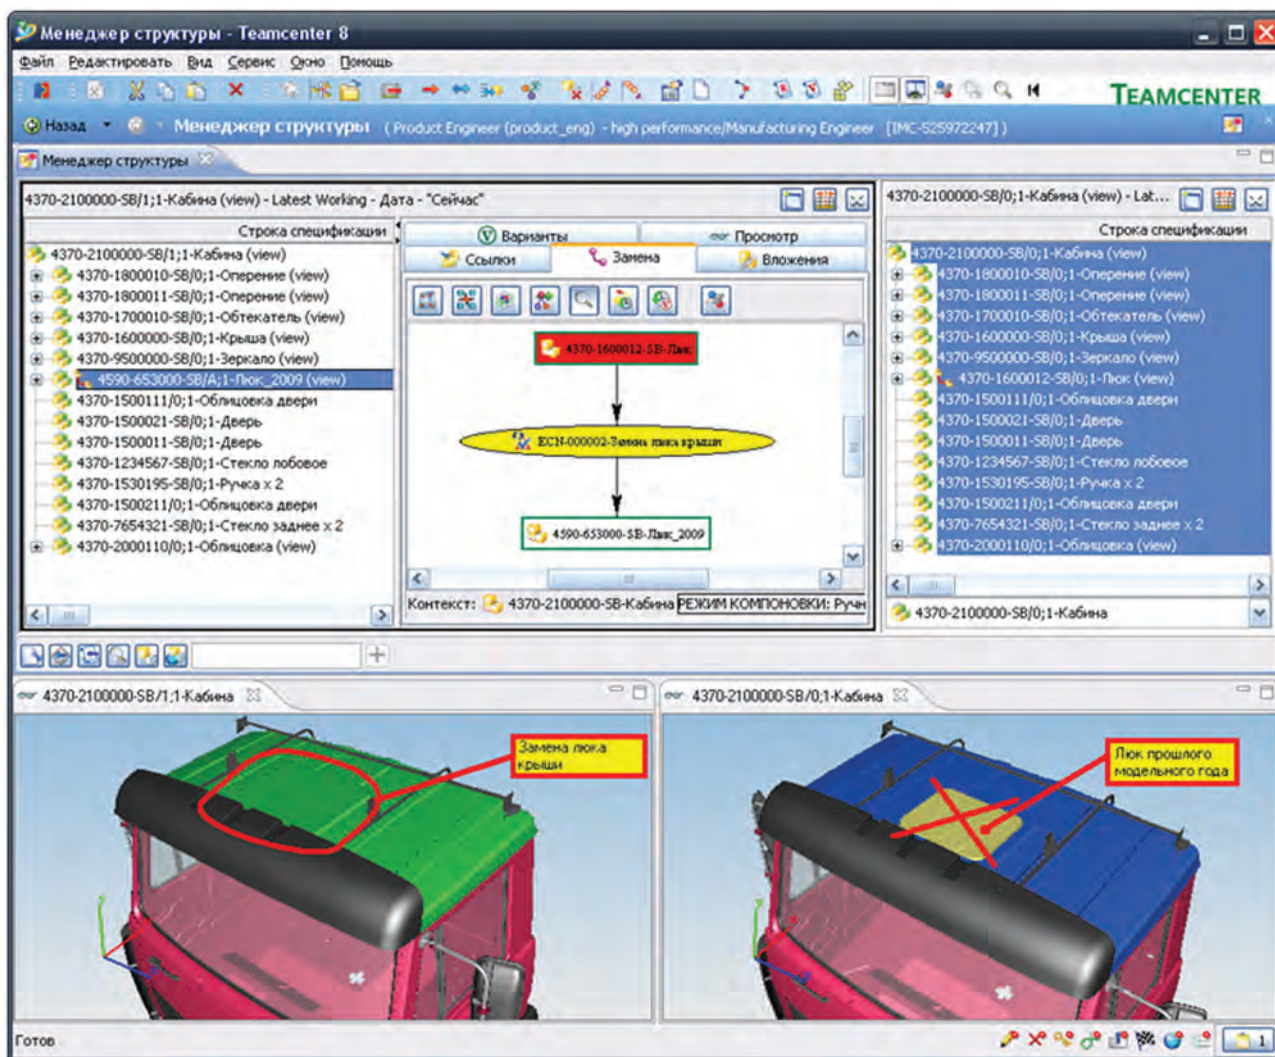 Менеджер структуры - Teamcenter 8
Файл Редактировать Вид Сервис Окно Помощь
TEAMCENTER
Назад Менеджер структуры ( Product Engineer (product_eng) - high performance/Manufacturing Engineer [IMC-525972247] )
Менеджер структуры
4370-2100000-SB/1;1-Кабина (view) - Latest Working - Дата - "Сейчас"
Строка спецификации
4370-2100000-SB/1;1-Кабина (view)
4370-1800010-SB/0;1-Оперение (view)
4370-1800011-SB/0;1-Оперение (view)
4370-1700010-SB/0;1-Обтекатель (view)
4370-1600000-SB/0;1-Крыша (view)
4370-9500000-SB/0;1-Зеркало (view)
4590-653000-SB/A;1-Люк_2009 (view)
4370-1500111/0;1-Облицовка двери
4370-1500021-SB/0;1-Дверь
4370-1500011-SB/0;1-Дверь
4370-1234567-SB/0;1-Стекло лобовое
4370-1530195-SB/0;1-Ручка x 2
4370-1500211/0;1-Облицовка двери
4370-7654321-SB/0;1-Стекло заднее x 2
4370-2000110/0;1-Облицовка (view)
Варианты Просмотр
Ссылки Замена Вложения
4370-1600012-SB-Люк
ECN-000002-Замена люка крыши
4590-653000-SB-Люк_2009
Контекст: 4370-2100000-SB-Кабина РЕЖИМ КОМПОНОВКИ: Ручн
4370-2100000-SB/0;1-Кабина (view) - Lat...
Строка спецификации
4370-2100000-SB/0;1-Кабина (view)
4370-1800010-SB/0;1-Оперение (view)
4370-1800011-SB/0;1-Оперение (view)
4370-1700010-SB/0;1-Обтекатель (view)
4370-1600000-SB/0;1-Крыша (view)
4370-9500000-SB/0;1-Зеркало (view)
4370-1600012-SB/0;1-Люк (view)
4370-1500111/0;1-Облицовка двери
4370-1500021-SB/0;1-Дверь
4370-1500011-SB/0;1-Дверь
4370-1234567-SB/0;1-Стекло лобовое
4370-1530195-SB/0;1-Ручка x 2
4370-1500211/0;1-Облицовка двери
4370-7654321-SB/0;1-Стекло заднее x 2
4370-2000110/0;1-Облицовка (view)
4370-2100000-SB/0;1-Кабина
4370-2100000-SB/1;1-Кабина
Замена люка
крыши
4370-2100000-SB/0;1-Кабина
Люк прошлого
модельного года
Готов
1